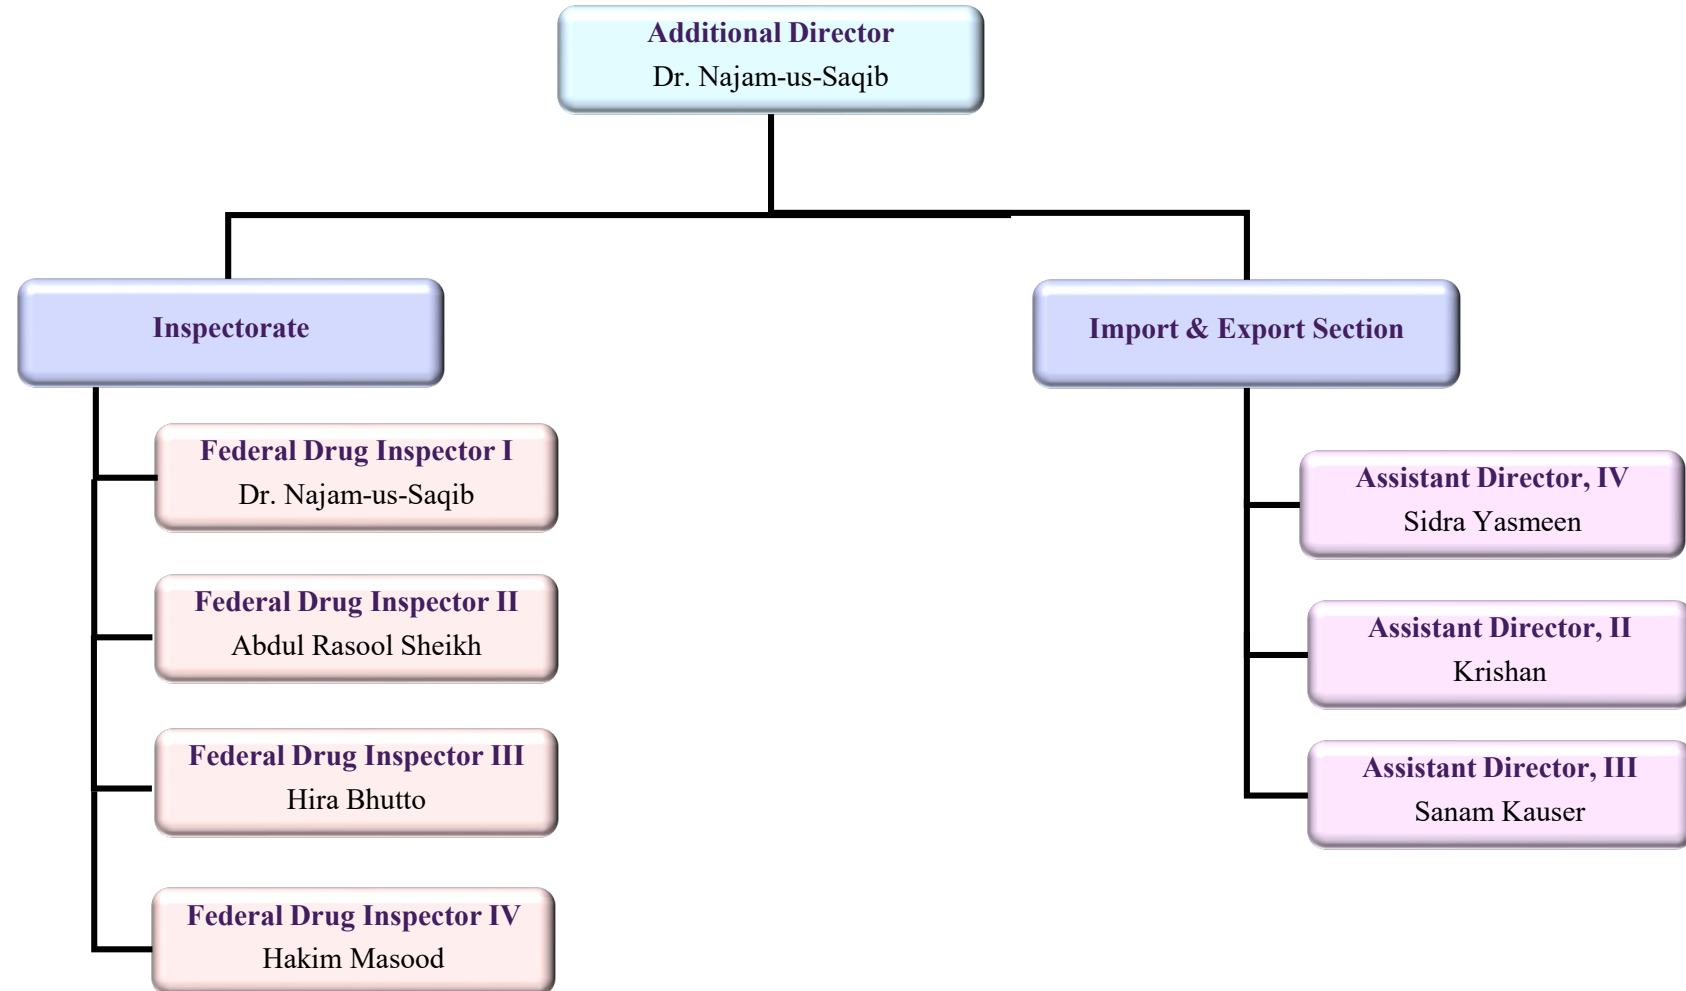 Additional Director
Dr. Najam-us-Saqib
Inspectorate
Import & Export Section
Federal Drug Inspector I
Dr. Najam-us-Saqib
Federal Drug Inspector II
Abdul Rasool Sheikh
Federal Drug Inspector III
Hira Bhutto
Federal Drug Inspector IV
Hakim Masood
Assistant Director, IV
Sidra Yasmeen
Assistant Director, II
Krishan
Assistant Director, III
Sanam Kauser